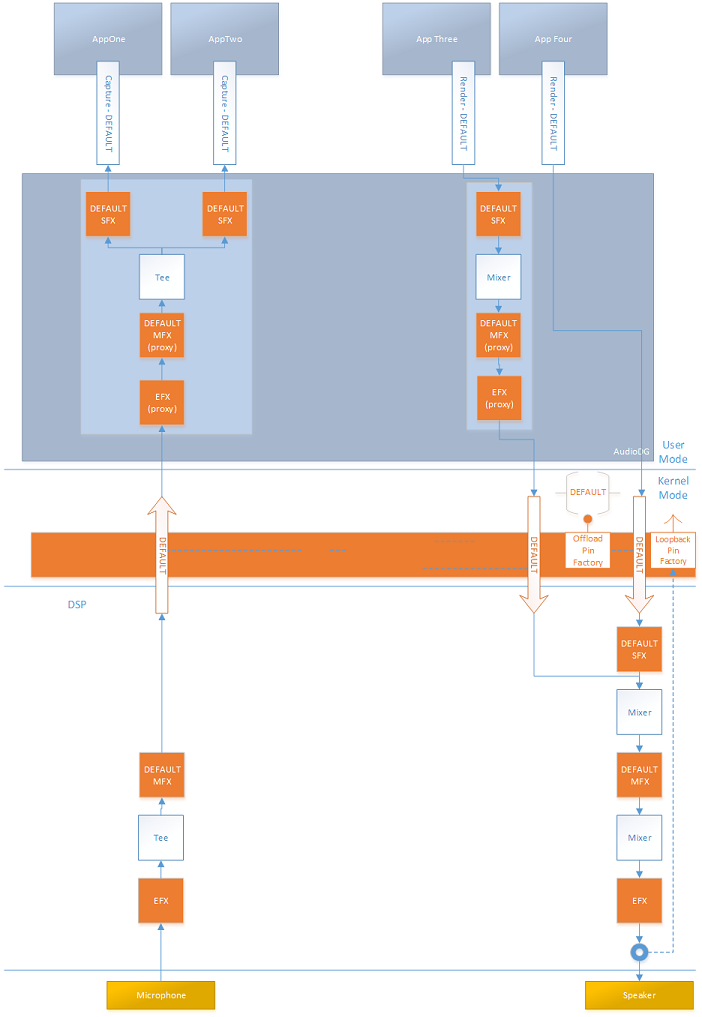 AppOne
AppTwo
App Three
App Four
Capture - DEFAULT
Capture - DEFAULT
Render - DEFAULT
Render - DEFAULT
DEFAULT
SFX
DEFAULT
SFX
DEFAULT
SFX
Tee
Mixer
DEFAULT
MFX
(proxy)
DEFAULT
MFX
(proxy)
EFX
(proxy)
EFX
(proxy)
AudioDG
User
Mode
Kernel
Mode
DEFAULT
DEFAULT
DEFAULT
Offload
Pin
Factory
DEFAULT
Loopback
Pin
Factory
DSP
DEFAULT
SFX
Mixer
DEFAULT
MFX
DEFAULT
MFX
Tee
Mixer
EFX
EFX
Microphone
Speaker